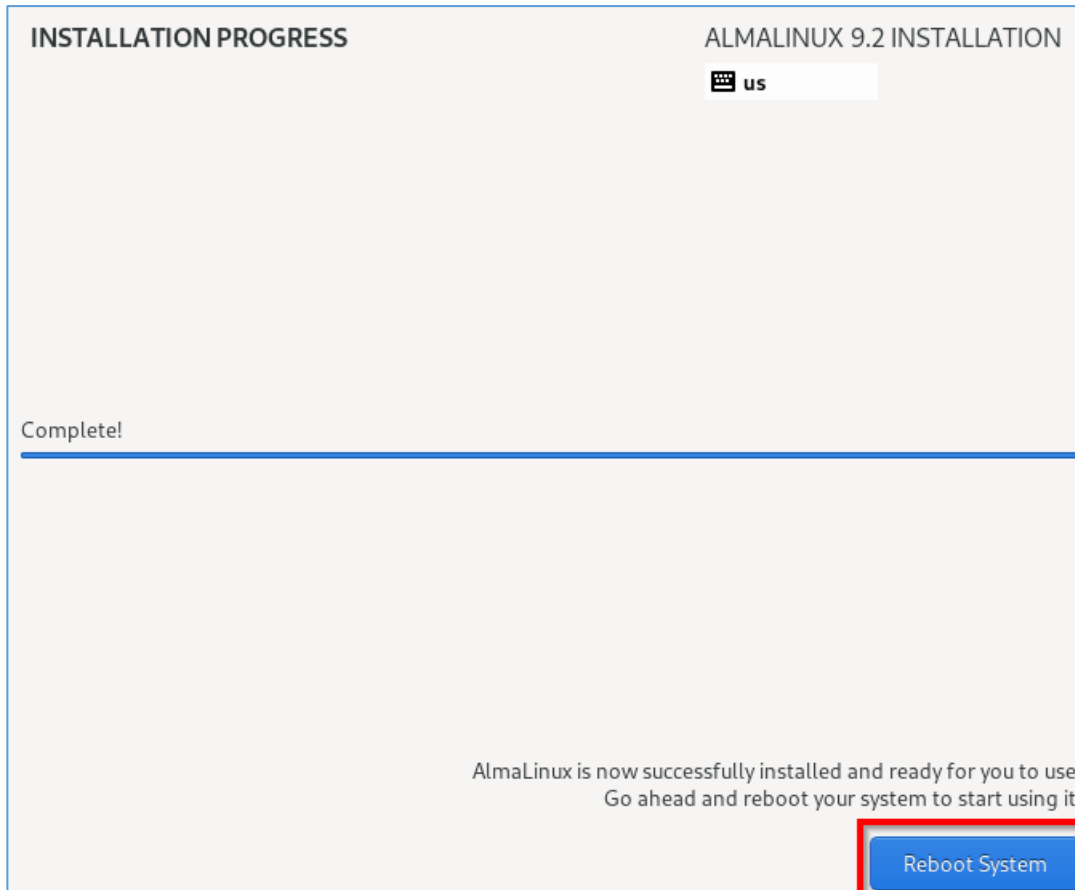 INSTALLATION PROGRESS
ALMALINUX 9.2 INSTALLATION
us
Complete!
AlmaLinux is now successfully installed and ready for you to use
Go ahead and reboot your system to start using it
Reboot System